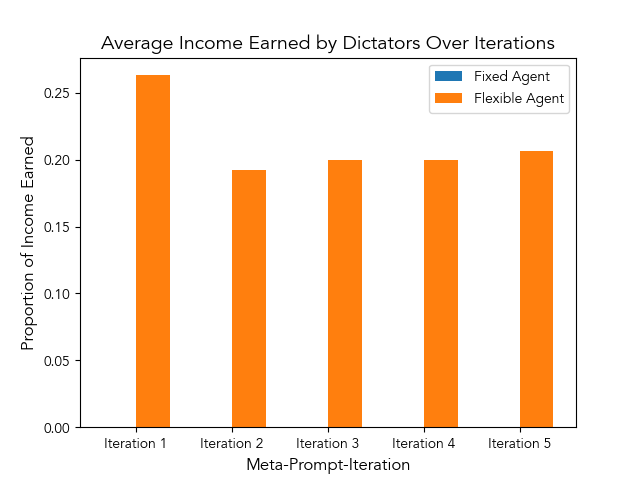 Average Income Earned by Dictators Over Iterations
Fixed Agent
Flexible Agent
Proportion of Income Earned
0.25
0.20
0.15
0.10
0.05
0.00
Iteration 1
Iteration 2
Iteration 3
Iteration 4
Iteration 5
Meta-Prompt-Iteration